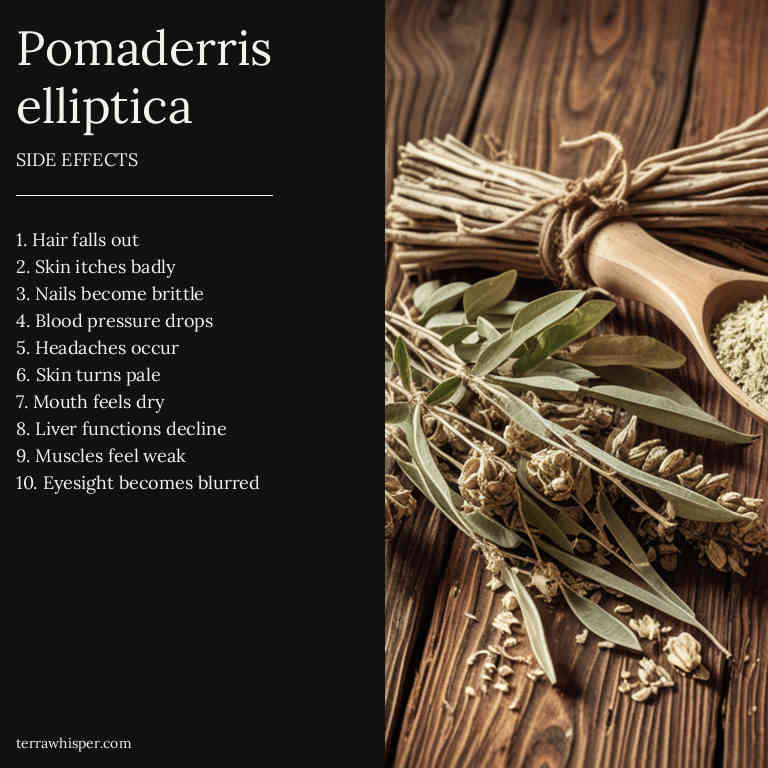 Pomaderris
elliptica
SIDE EFFECTS
1. Hair falls out
2. Skin itches badly
3. Nails become brittle
4. Blood pressure drops
5. Headaches occur
6. Skin turns pale
7. Mouth feels dry
8. Liver functions decline
9. Muscles feel weak
10. Eyesight becomes blurred
terrawhisper.com